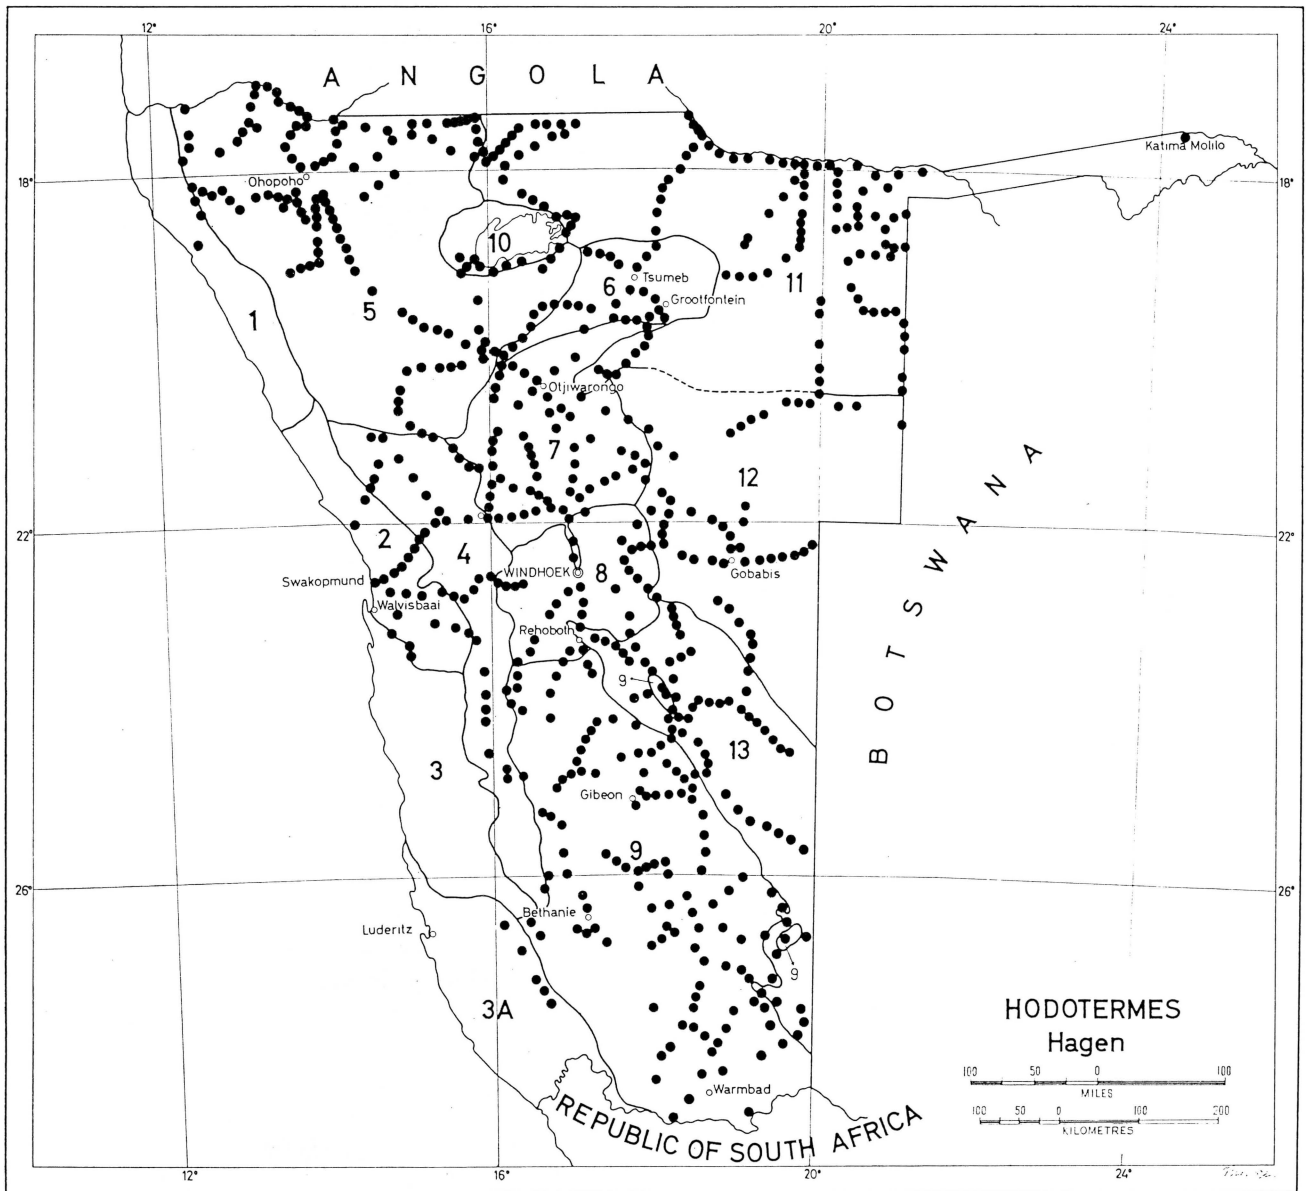 12° 16° 20° 24°
ANGOLA
Katima Molilo
18° 18°
Ohopoho
10
Tsumeb
6
Grootfontein
11
5
1
Otjiwarongo
7
12
BOTSWANA
22° 22°
2
4
Swakopmund
WINDHOEK
8
Gobabis
Walvisbaai
Rehoboth
9
13
3
Gibeon
9
26° 26°
Bethanie
Luderitz
9
3A
HODOTERMES
Hagen
100 50 0 100
MILES
100 50 0 100 200
KILOMETRES
Warmbad
REPUBLIC OF SOUTH AFRICA
12° 16° 20° 24°